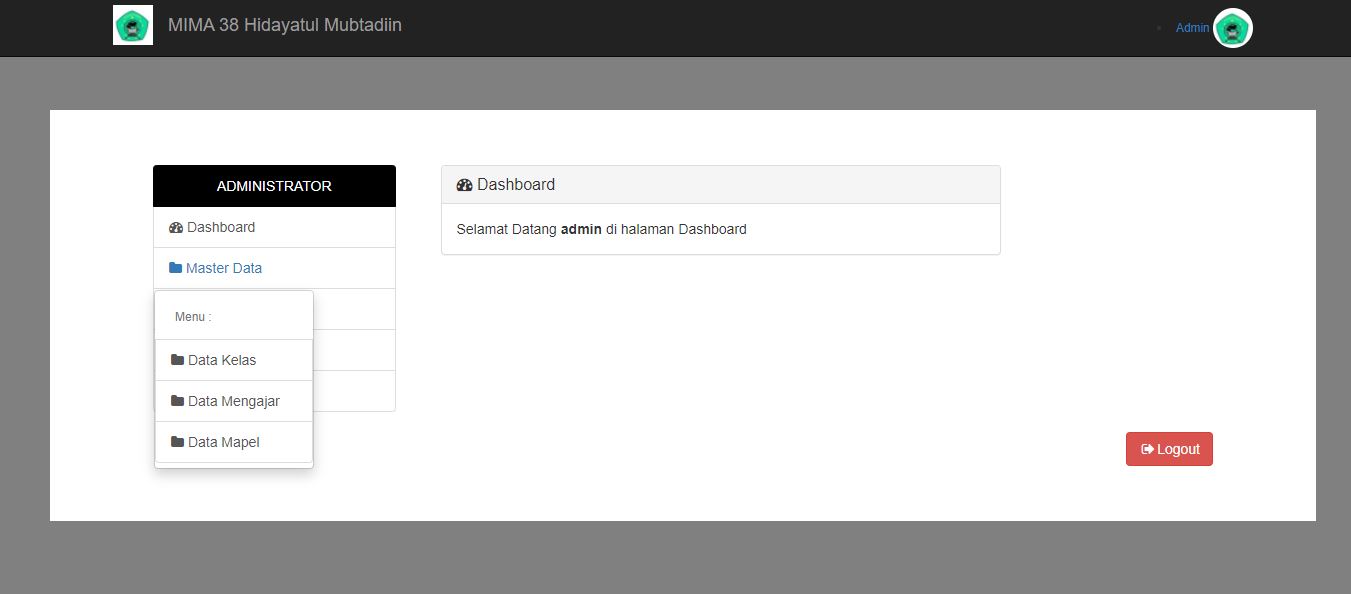 MIMA 38 Hidayatul Mubtadiin
Admin
ADMINISTRATOR
Dashboard
Master Data
Menu :
Data Kelas
Data Mengajar
Data Mapel
Dashboard
Selamat Datang admin di halaman Dashboard
Logout